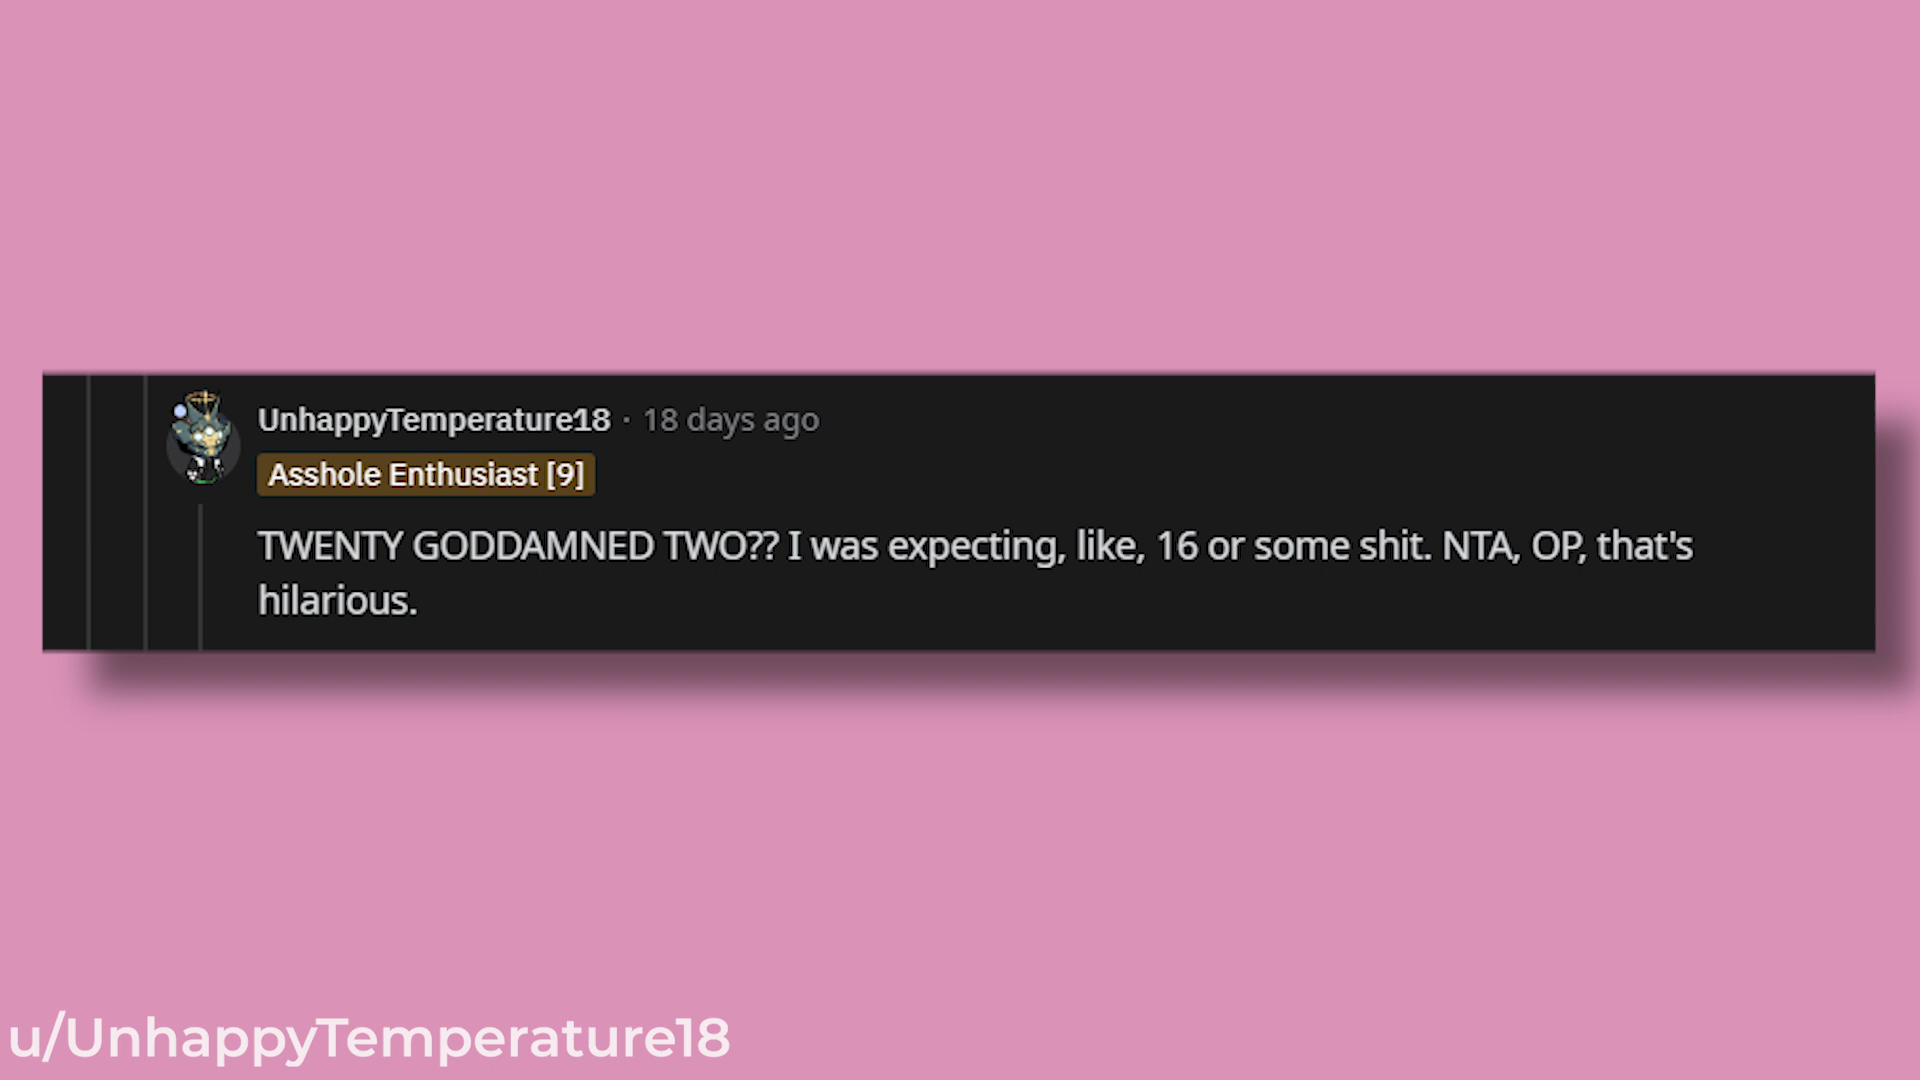 UnhappyTemperature18 · 18 days ago
Asshole Enthusiast [9]
TWENTY GODDAMNED TWO?? I was expecting, like, 16 or some shit. NTA, OP, that's
hilarious.
u/UnhappyTemperature18